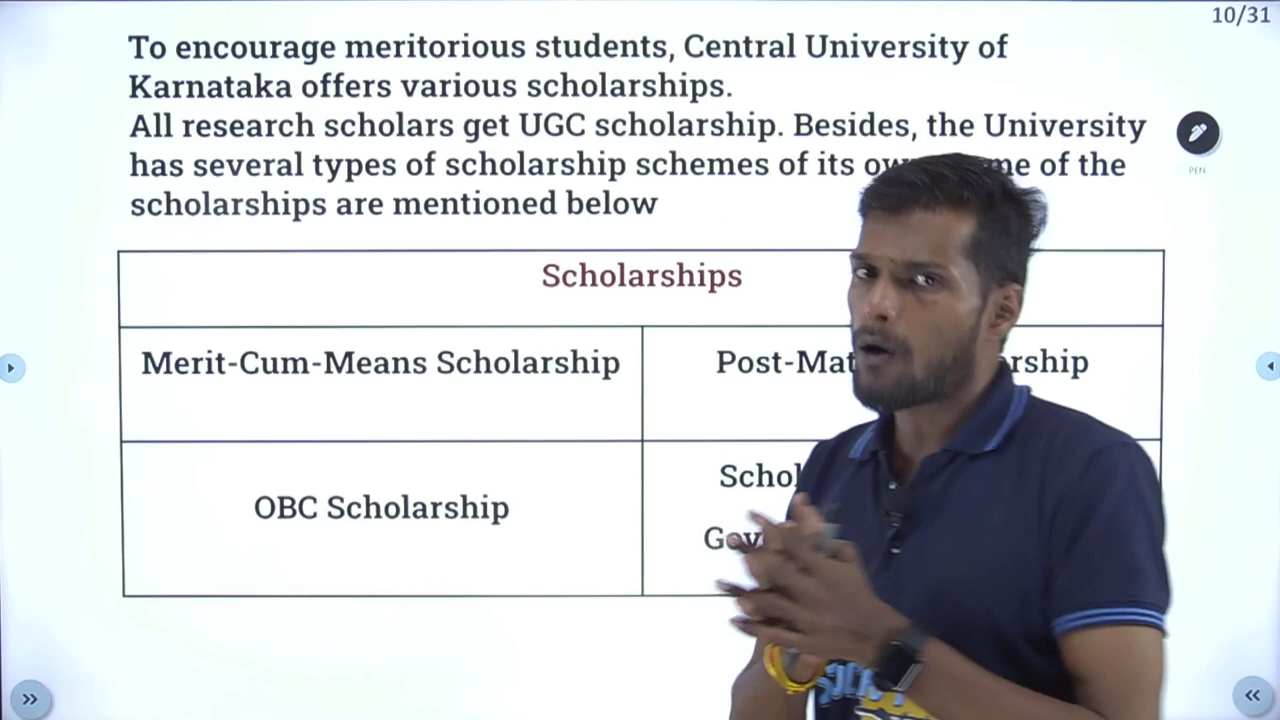 10/31
To encourage meritorious students, Central University of
Karnataka offers various scholarships.
All research scholars get UGC scholarship. Besides, the University
has several types of scholarship schemes of its of the
scholarships are mentioned below
PEN
Scholarships
Merit-Cum-Means Scholarship
OBC Scholarship